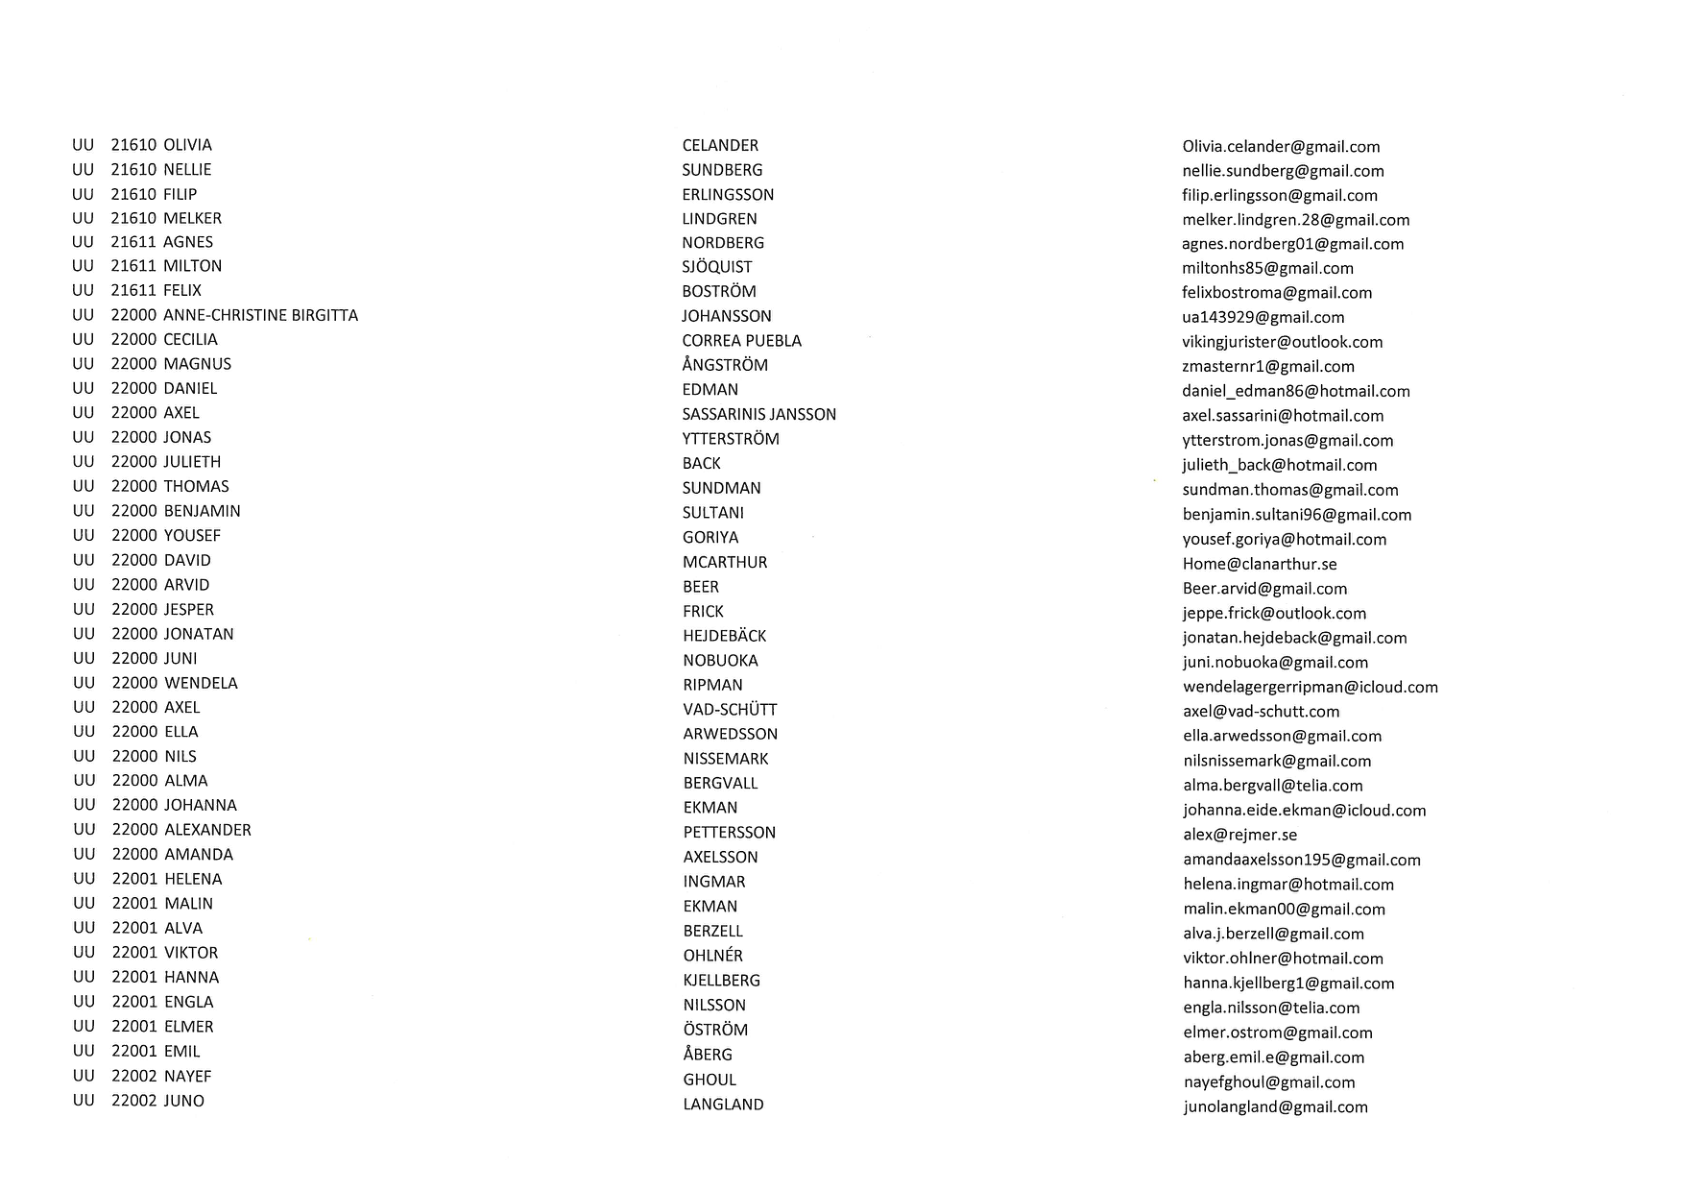 UU 21610 OLIVIA CELANDER Olivia.celander@gmail.com
UU 21610 NELLIE SUNDBERG nellie.sundberg@gmail.com
UU 21610 FILIP ERLINGSSON filip.erlingsson@gmail.com
UU 21610 MELKER LINDGREN melker.lindgren.28@gmail.com
UU 21611 AGNES NORDBERG agnes.nordberg01@gmail.com
UU 21611 MILTON SJÖQUIST miltonhs85@gmail.com
UU 21611 FELIX BOSTRÖM felixbostroma@gmail.com
UU 22000 ANNE-CHRISTINE BIRGITTA JOHANSSON ua143929@gmail.com
UU 22000 CECILIA CORREA PUEBLA vikingjurister@outlook.com
UU 22000 MAGNUS ÅNGSTRÖM zmasternr1@gmail.com
UU 22000 DANIEL EDMAN daniel_edman86@hotmail.com
UU 22000 AXEL SASSARINIS JANSSON axel.sassarini@hotmail.com
UU 22000 JONAS YTTERSTRÖM ytterstrom.jonas@gmail.com
UU 22000 JULIETH BACK julieth_back@hotmail.com
UU 22000 THOMAS SUNDMAN sundman.thomas@gmail.com
UU 22000 BENJAMIN SULTANI benjamin.sultani96@gmail.com
UU 22000 YOUSEF GORIYA yousef.goriya@hotmail.com
UU 22000 DAVID MCARTHUR Home@clanarthur.se
UU 22000 ARVID BEER Beer.arvid@gmail.com
UU 22000 JESPER FRICK jeppe.frick@outlook.com
UU 22000 JONATAN HEJDEBÄCK jonatan.hejdeback@gmail.com
UU 22000 JUNI NOBUOKA juni.nobuoka@gmail.com
UU 22000 WENDELA RIPMAN wendelagergerripman@icloud.com
UU 22000 AXEL VAD-SCHÜTT axel@vad-schutt.com
UU 22000 ELLA ARWEDSSON ella.arwedsson@gmail.com
UU 22000 NILS NISSEMARK nilsnissemark@gmail.com
UU 22000 ALMA BERGVALL alma.bergvall@telia.com
UU 22000 JOHANNA EKMAN johanna.eide.ekman@icloud.com
UU 22000 ALEXANDER PETTERSSON alex@rejmer.se
UU 22000 AMANDA AXELSSON amandaaxelsson195@gmail.com
UU 22001 HELENA INGMAR helena.ingmar@hotmail.com
UU 22001 MALIN EKMAN malin.ekman00@gmail.com
UU 22001 ALVA BERZELL alva.j.berzell@gmail.com
UU 22001 VIKTOR OHLNÉR viktor.ohlner@hotmail.com
UU 22001 HANNA KJELLBERG hanna.kjellberg1@gmail.com
UU 22001 ENGLA NILSSON engla.nilsson@telia.com
UU 22001 ELMER ÖSTRÖM elmer.ostrom@gmail.com
UU 22001 EMIL ÅBERG aberg.emil.e@gmail.com
UU 22002 NAYEF GHOUL nayefghoul@gmail.com
UU 22002 JUNO LANGLAND junolangland@gmail.com